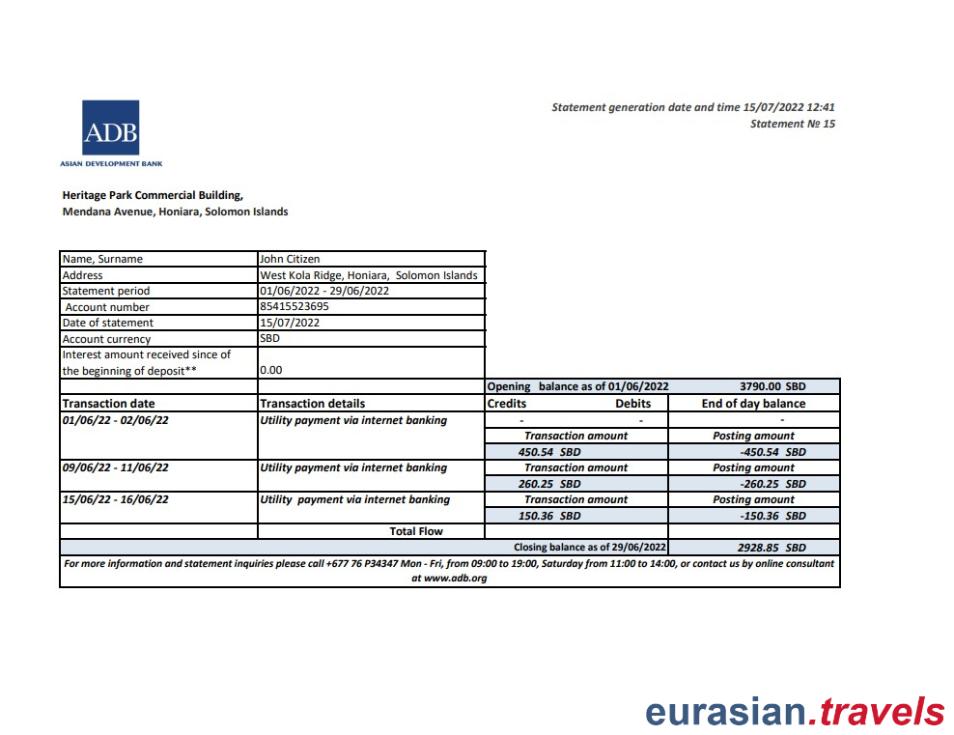 Statement generation date and time 15/07/2022 12:41
Statement № 15
ADB
ASIAN DEVELOPMENT BANK
Heritage Park Commercial Building,
Mendana Avenue, Honiara, Solomon Islands
Name, Surname John Citizen
Address West Kola Ridge, Honiara, Solomon Islands
Statement period 01/06/2022 - 29/06/2022
Account number 85415523695
Date of statement 15/07/2022
Account currency SBD
Interest amount received since of
the beginning of deposit** 0.00
Opening balance as of 01/06/2022 3790.00 SBD
Transaction date Transaction details Credits Debits End of day balance
01/06/22 - 02/06/22 Utility payment via internet banking - - -
Transaction amount Posting amount
450.54 SBD -450.54 SBD
09/06/22 - 11/06/22 Utility payment via internet banking Transaction amount Posting amount
260.25 SBD -260.25 SBD
15/06/22 - 16/06/22 Utility payment via internet banking Transaction amount Posting amount
150.36 SBD -150.36 SBD
Total Flow
Closing balance as of 29/06/2022 2928.85 SBD
For more information and statement inquiries please call +677 76 P34347 Mon - Fri, from 09:00 to 19:00, Saturday from 11:00 to 14:00, or contact us by online consultant
at www.adb.org
eurasian.travels